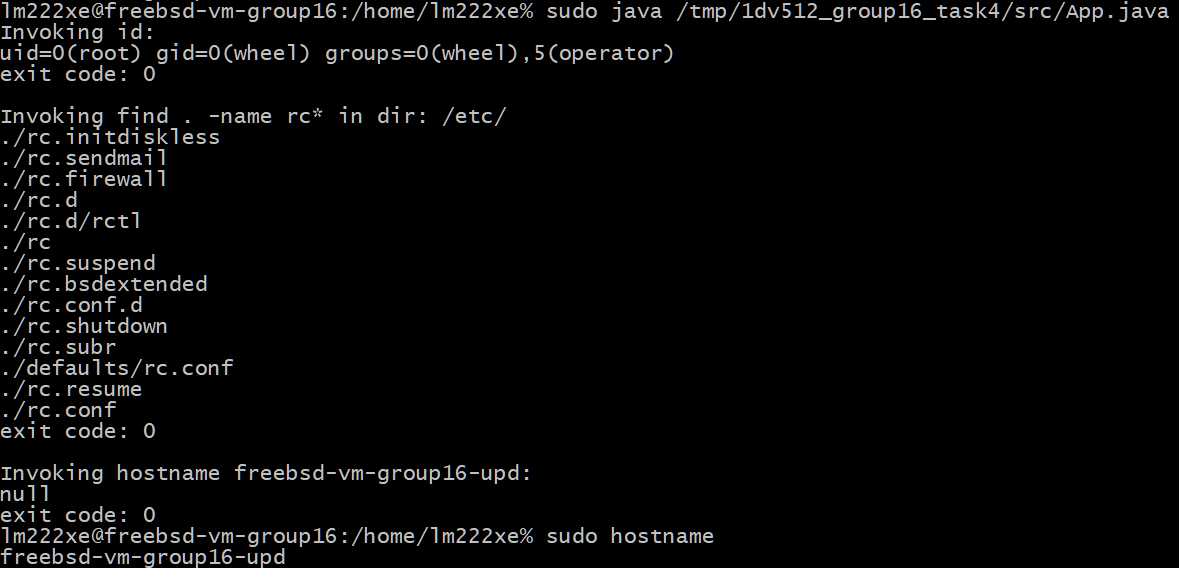 lm222xe@freebsd-vm-group16:/home/lm222xe% sudo java /tmp/1dv512_group16_task4/src/App.java
Invoking id:
uid=0(root) gid=0(wheel) groups=0(wheel),5(operator)
exit code: 0

Invoking find . -name rc* in dir: /etc/
./rc.initdiskless
./rc.sendmail
./rc.firewall
./rc.d
./rc.d/rctl
./rc
./rc.suspend
./rc.bsdextended
./rc.conf.d
./rc.shutdown
./rc.subr
./defaults/rc.conf
./rc.resume
./rc.conf
exit code: 0

Invoking hostname freebsd-vm-group16-upd:
null
exit code: 0
lm222xe@freebsd-vm-group16:/home/lm222xe% sudo hostname
freebsd-vm-group16-upd